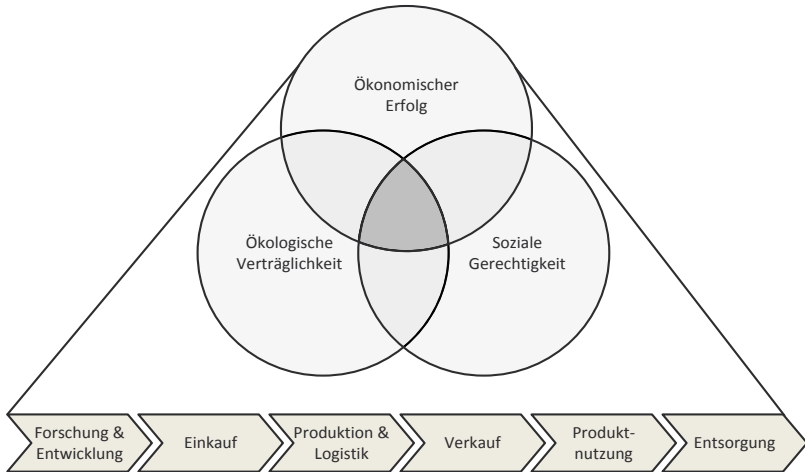 Ökonomischer
Erfolg
Ökologische
Verträglichkeit
Soziale
Gerechtigkeit
Forschung &
Entwicklung
Einkauf
Produktion &
Logistik
Verkauf
Produkt-
nutzung
Entsorgung